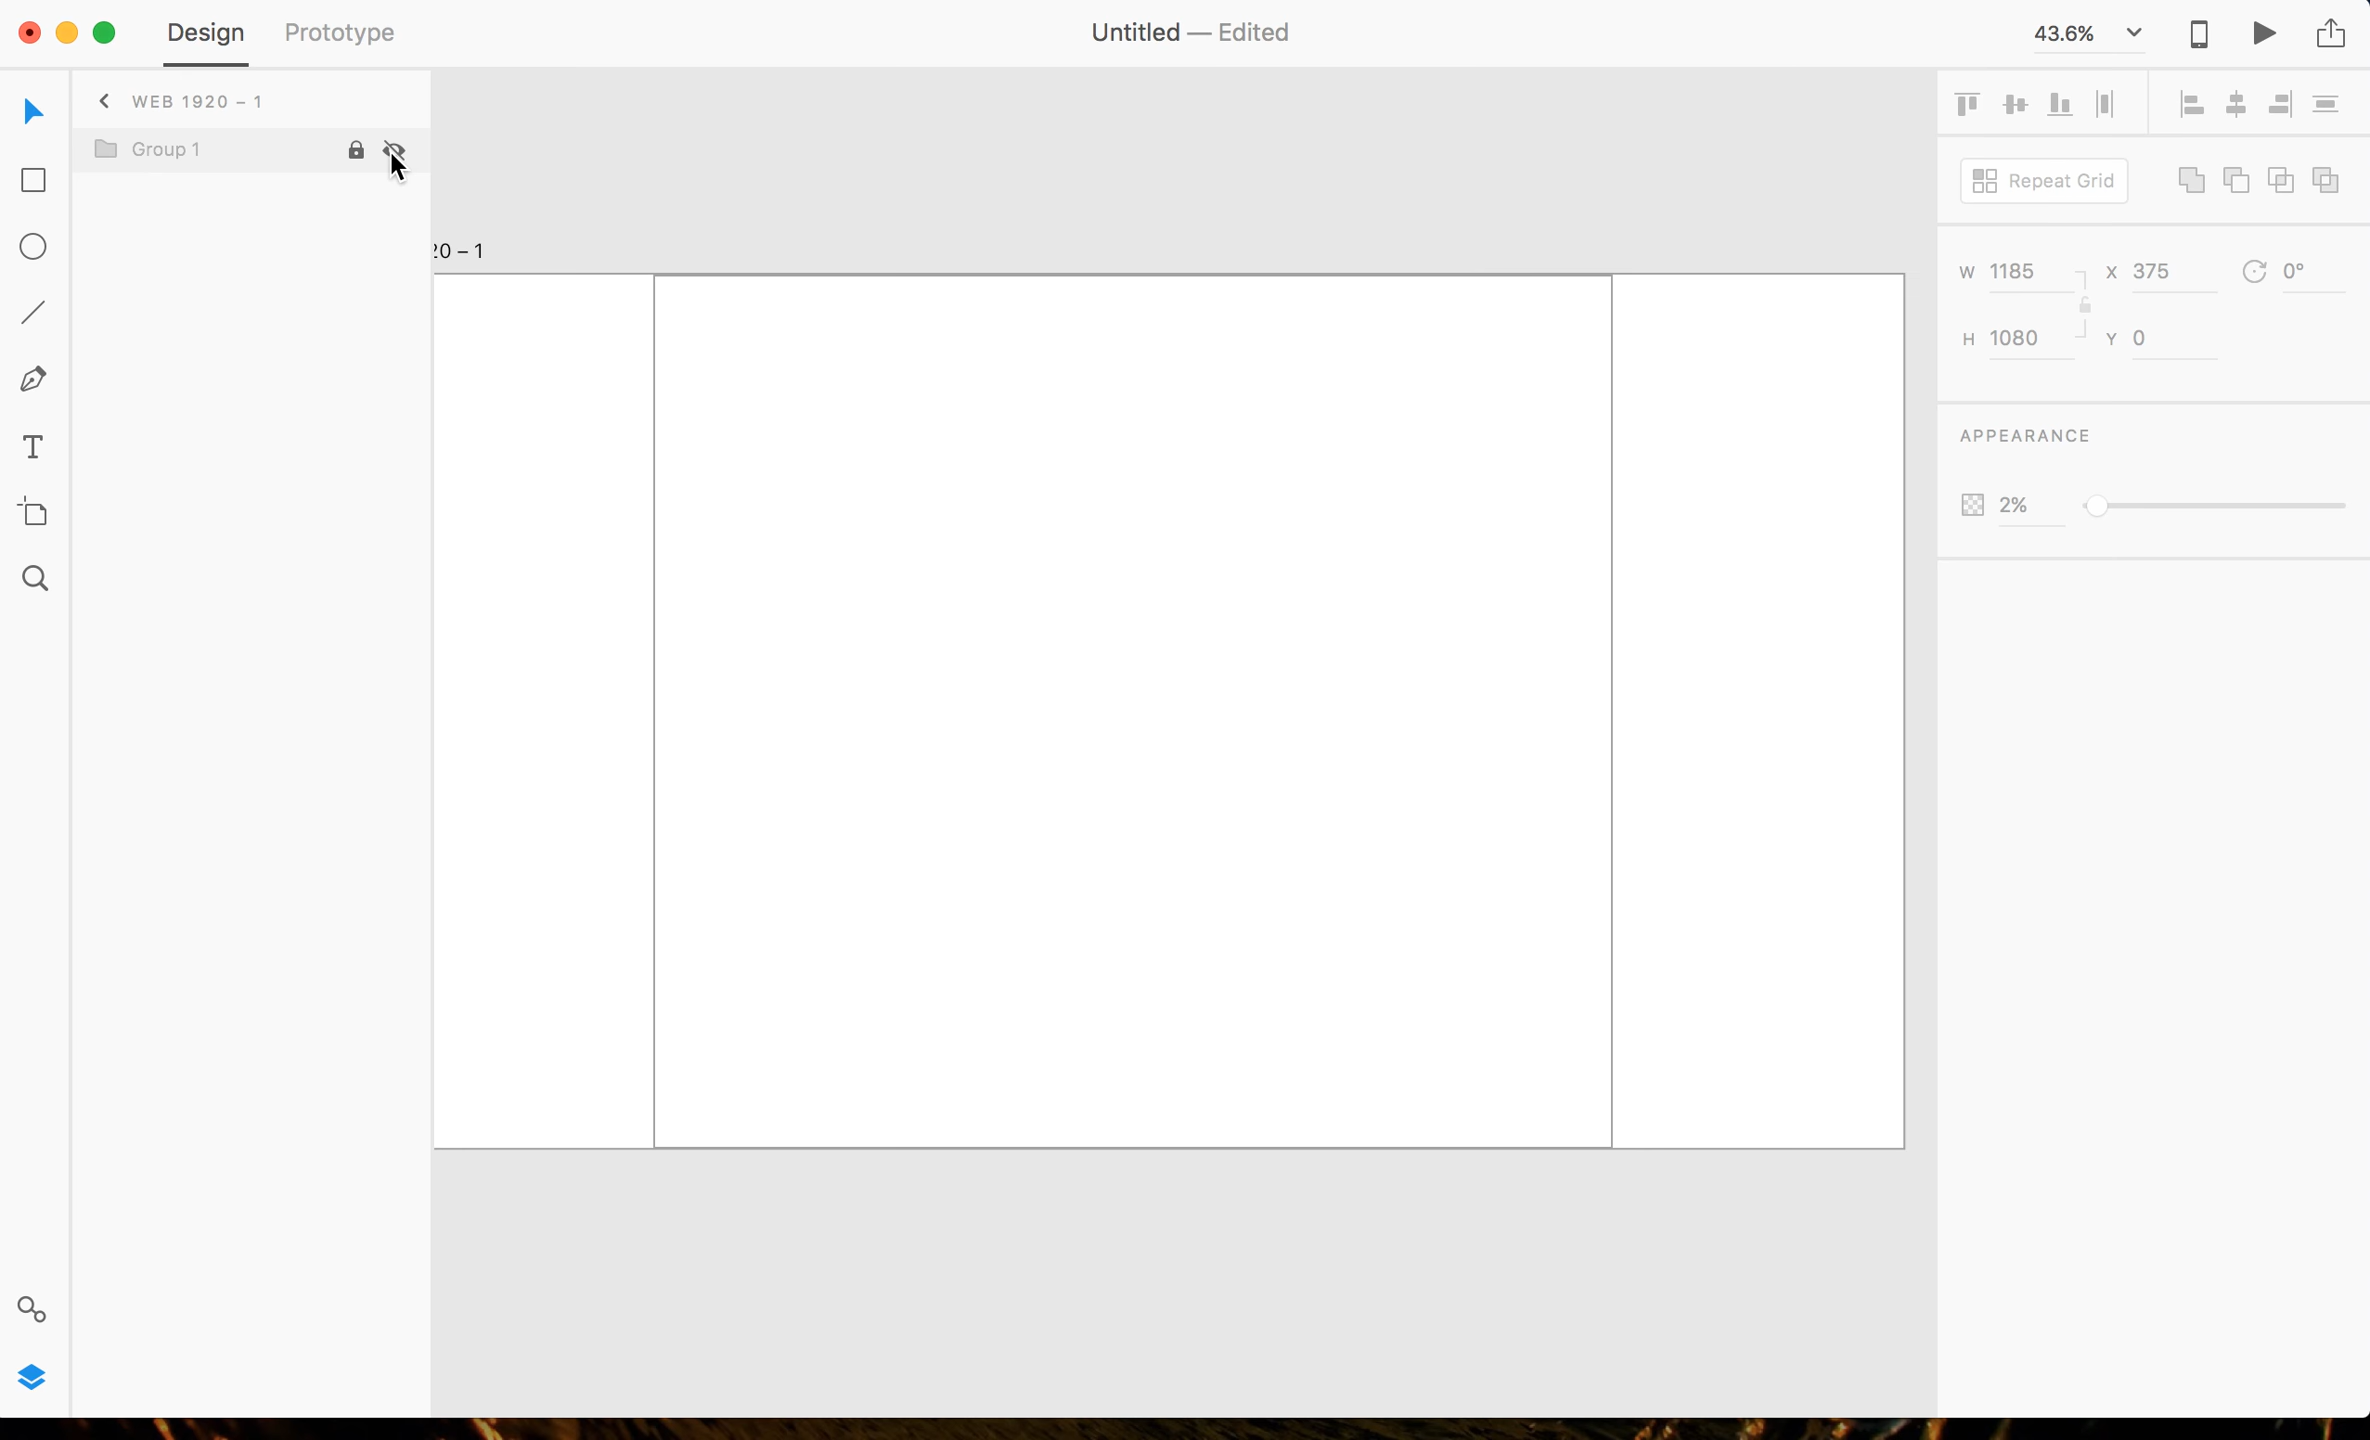 Design Prototype Untitled — Edited 43.6%
WEB 1920 – 1
Group 1
20 – 1
Repeat Grid
W 1185 X 375 0°
H 1080 Y 0
APPEARANCE
2%
T